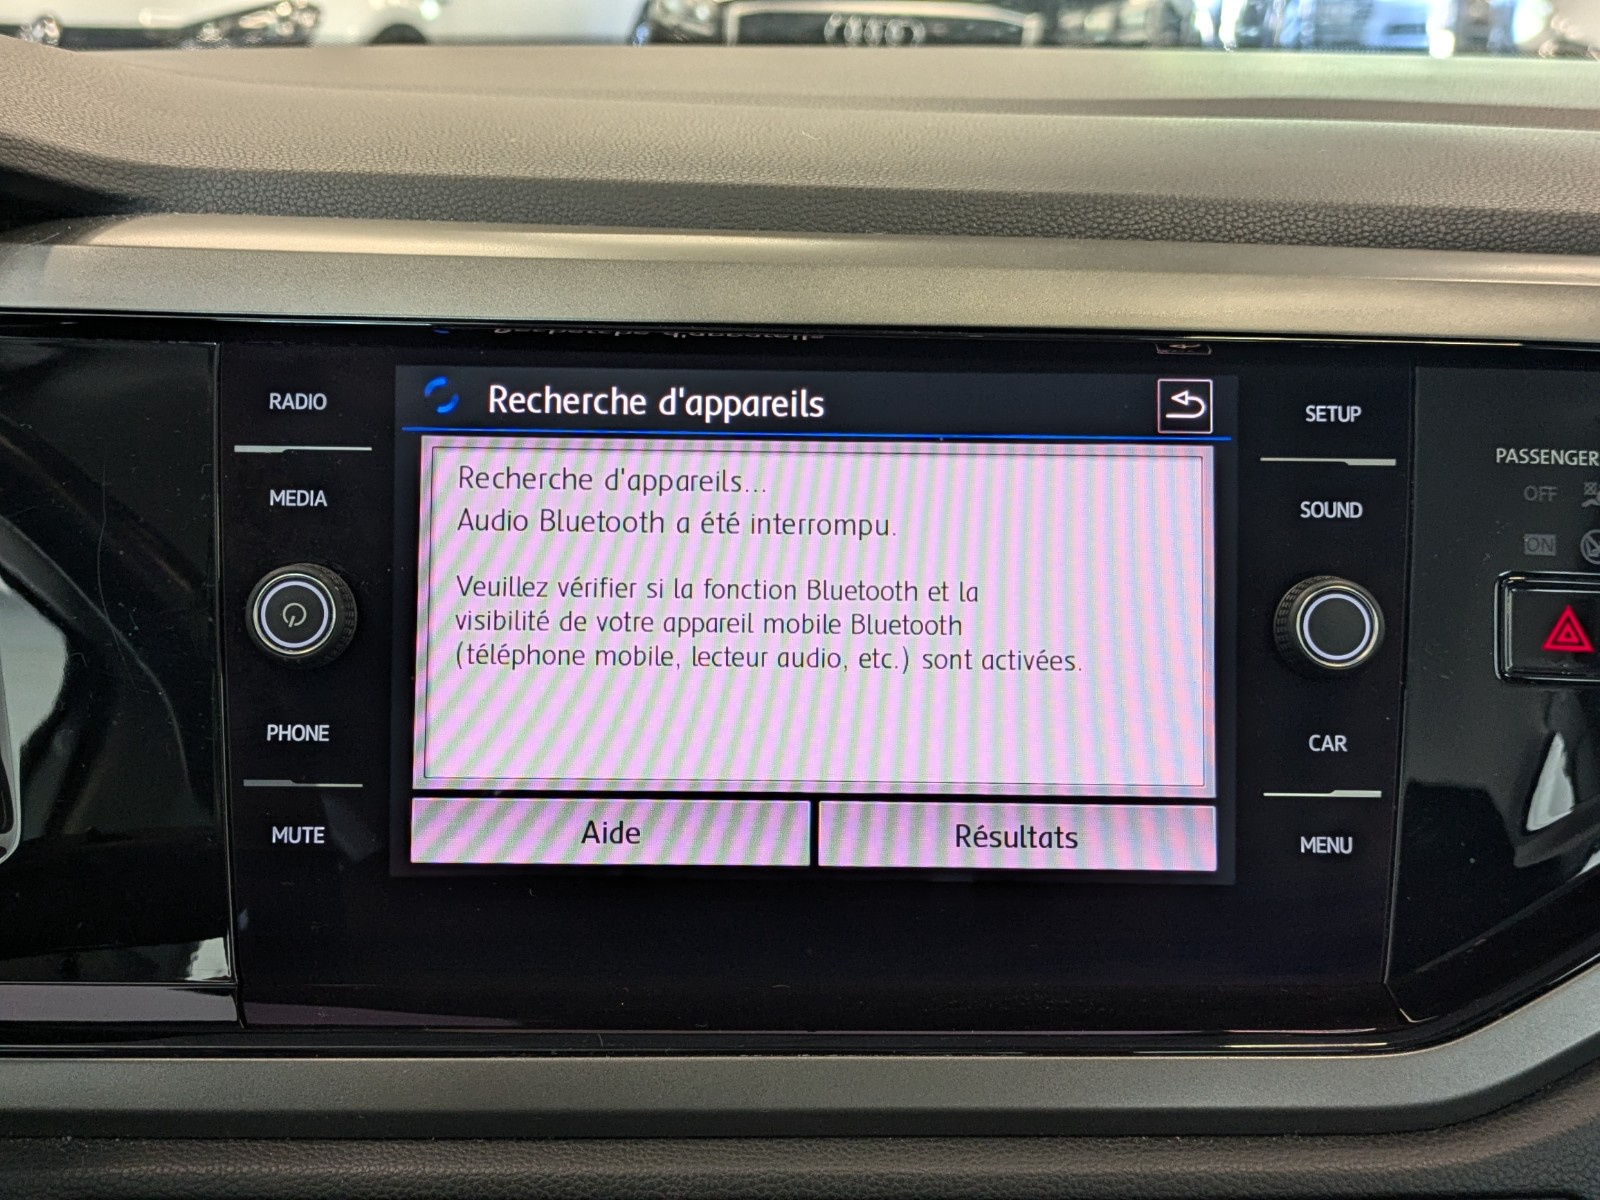 RADIO
MEDIA
PHONE
MUTE
Recherche d'appareils
Recherche d'appareils...
Audio Bluetooth a été interrompu.
Veuillez vérifier si la fonction Bluetooth et la
visibilité de votre appareil mobile Bluetooth
(téléphone mobile, lecteur audio, etc.) sont activées.
Aide
Résultats
SETUP
SOUND
CAR
MENU
PASSENGER
OFF
ON